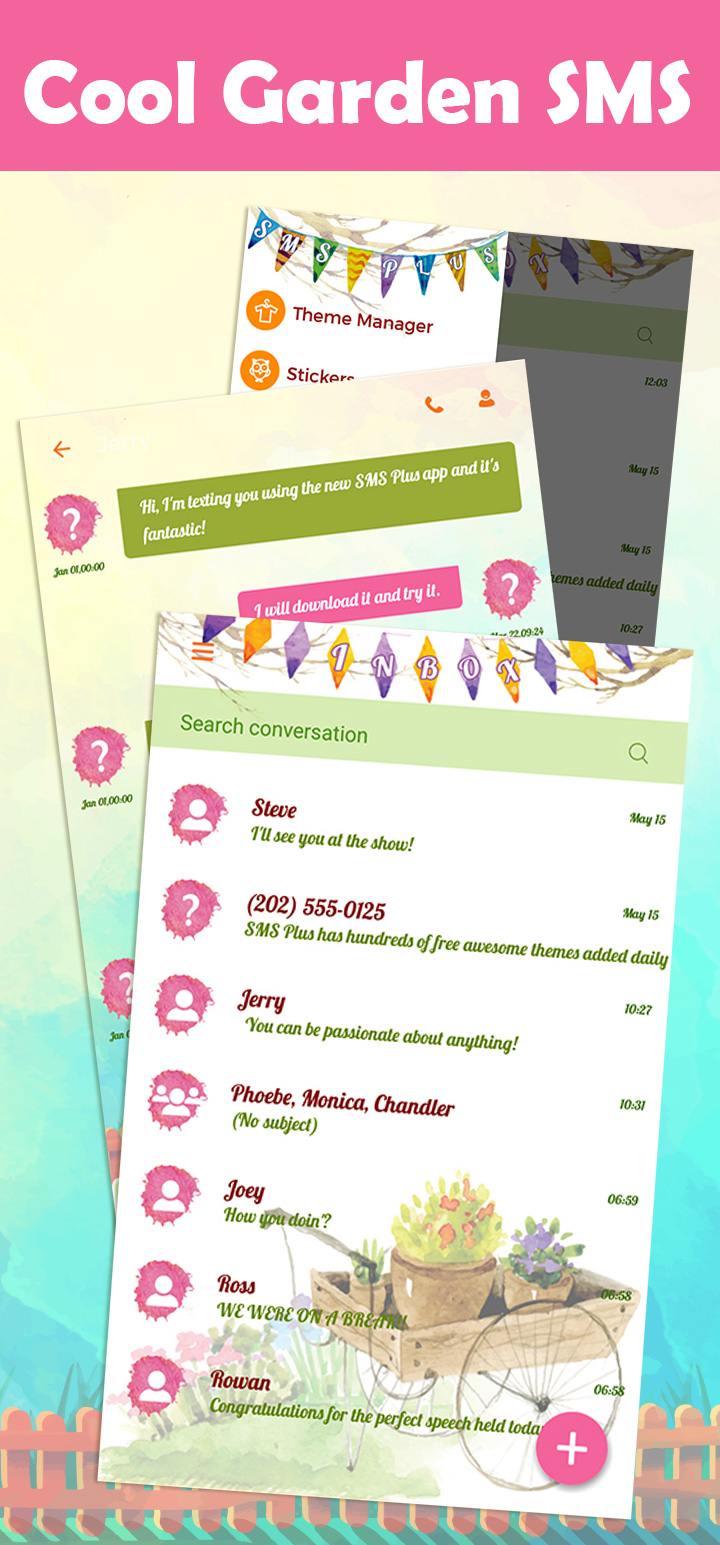 Cool Garden SMS
SMS PLUS
OX
Theme Manager
Stickers
12:03
May 15
May 15
hemes added daily
10:27
Jerry
Hi, I'm texting you using the new SMS Plus app and it's
fantastic!
?
Jan 01,00:00
I will download it and try it.
?
22,09:24
?
Jan 01,00:00
?
Jan 0
INBOX
Search conversation
Steve
May 15
I'll see you at the show!
?
(202) 555-0125
May 15
SMS Plus has hundreds of free awesome themes added daily
Jerry
10:27
You can be passionate about anything!
Phoebe, Monica, Chandler
10:31
(No subject)
Joey
06:59
How you doin'?
Ross
06:58
WE WERE ON A BREAK!!
Rowan
06:58
Congratulations for the perfect speech held toda